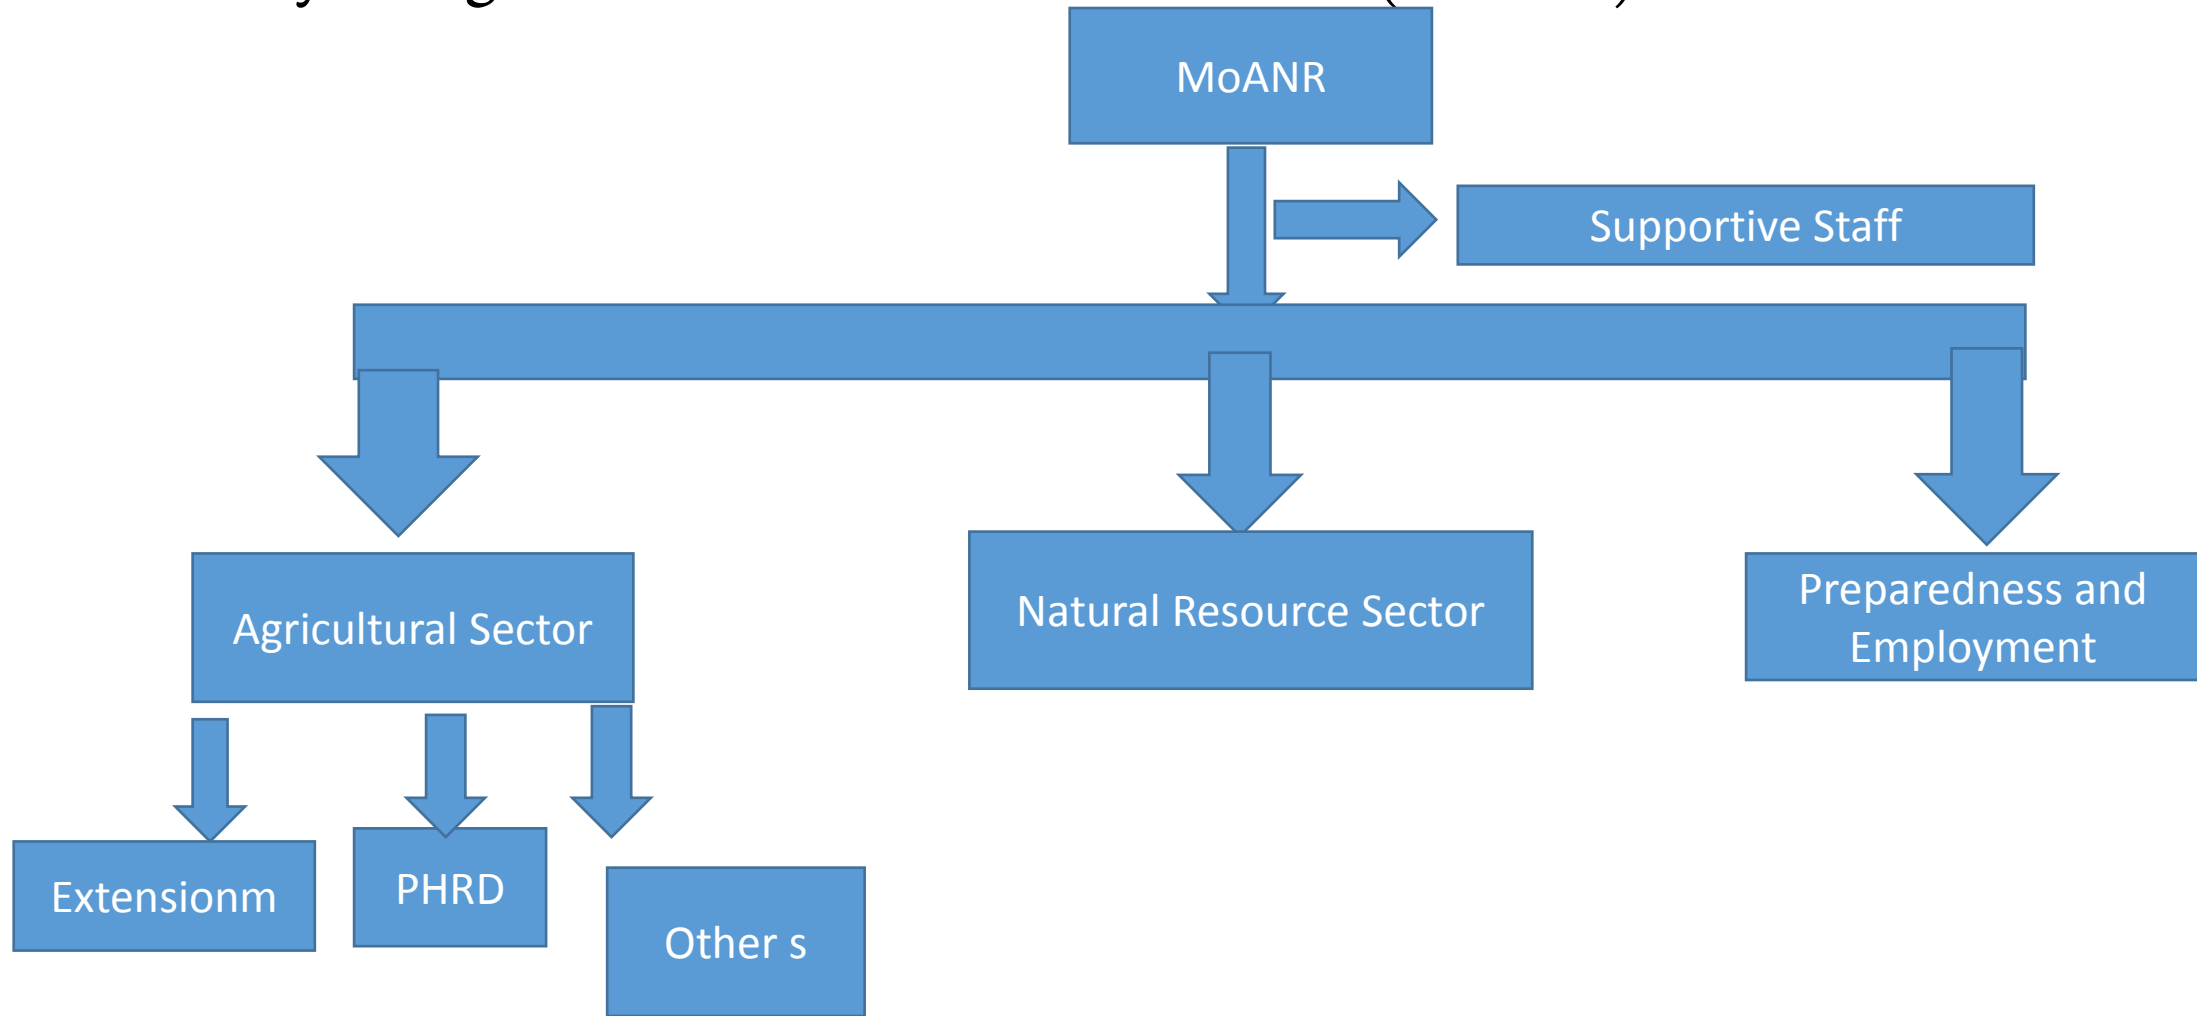 MoANR
Supportive Staff
Agricultural Sector
Natural Resource Sector
Preparedness and
Employment
Extensionm
PHRD
Other s